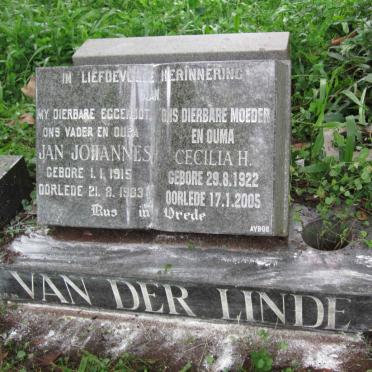 IN LIEFDEVOLLE HERINNERING
AAN
MY DIERBARE EGGENOOT,
ONS VADER EN OUPA
JAN JOHANNES
GEBORE 1.1.1915
OORLEDE 21.8.1983
ONS DIERBARE MOEDER
EN OUMA
CECILIA H.
GEBORE 29.8.1922
OORLEDE 17.1.2005
Rus in Vrede
AVBOB
VAN DER LINDE